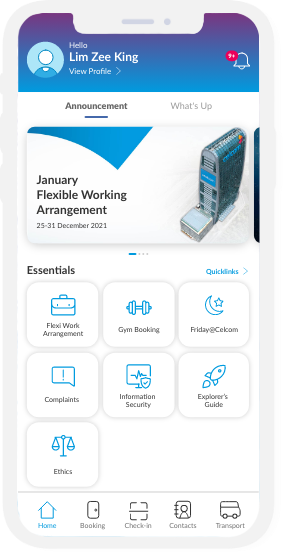 Hello
Lim Zee King
View Profile
9+
Announcement
What's Up
January
Flexible Working
Arrangement
25-31 December 2021
Essentials
Quicklinks
Flexi Work
Arrangement
Gym Booking
Friday@Celcom
Complaints
Information
Security
Explorer's
Guide
Ethics
Home
Booking
Check-in
Contacts
Transport